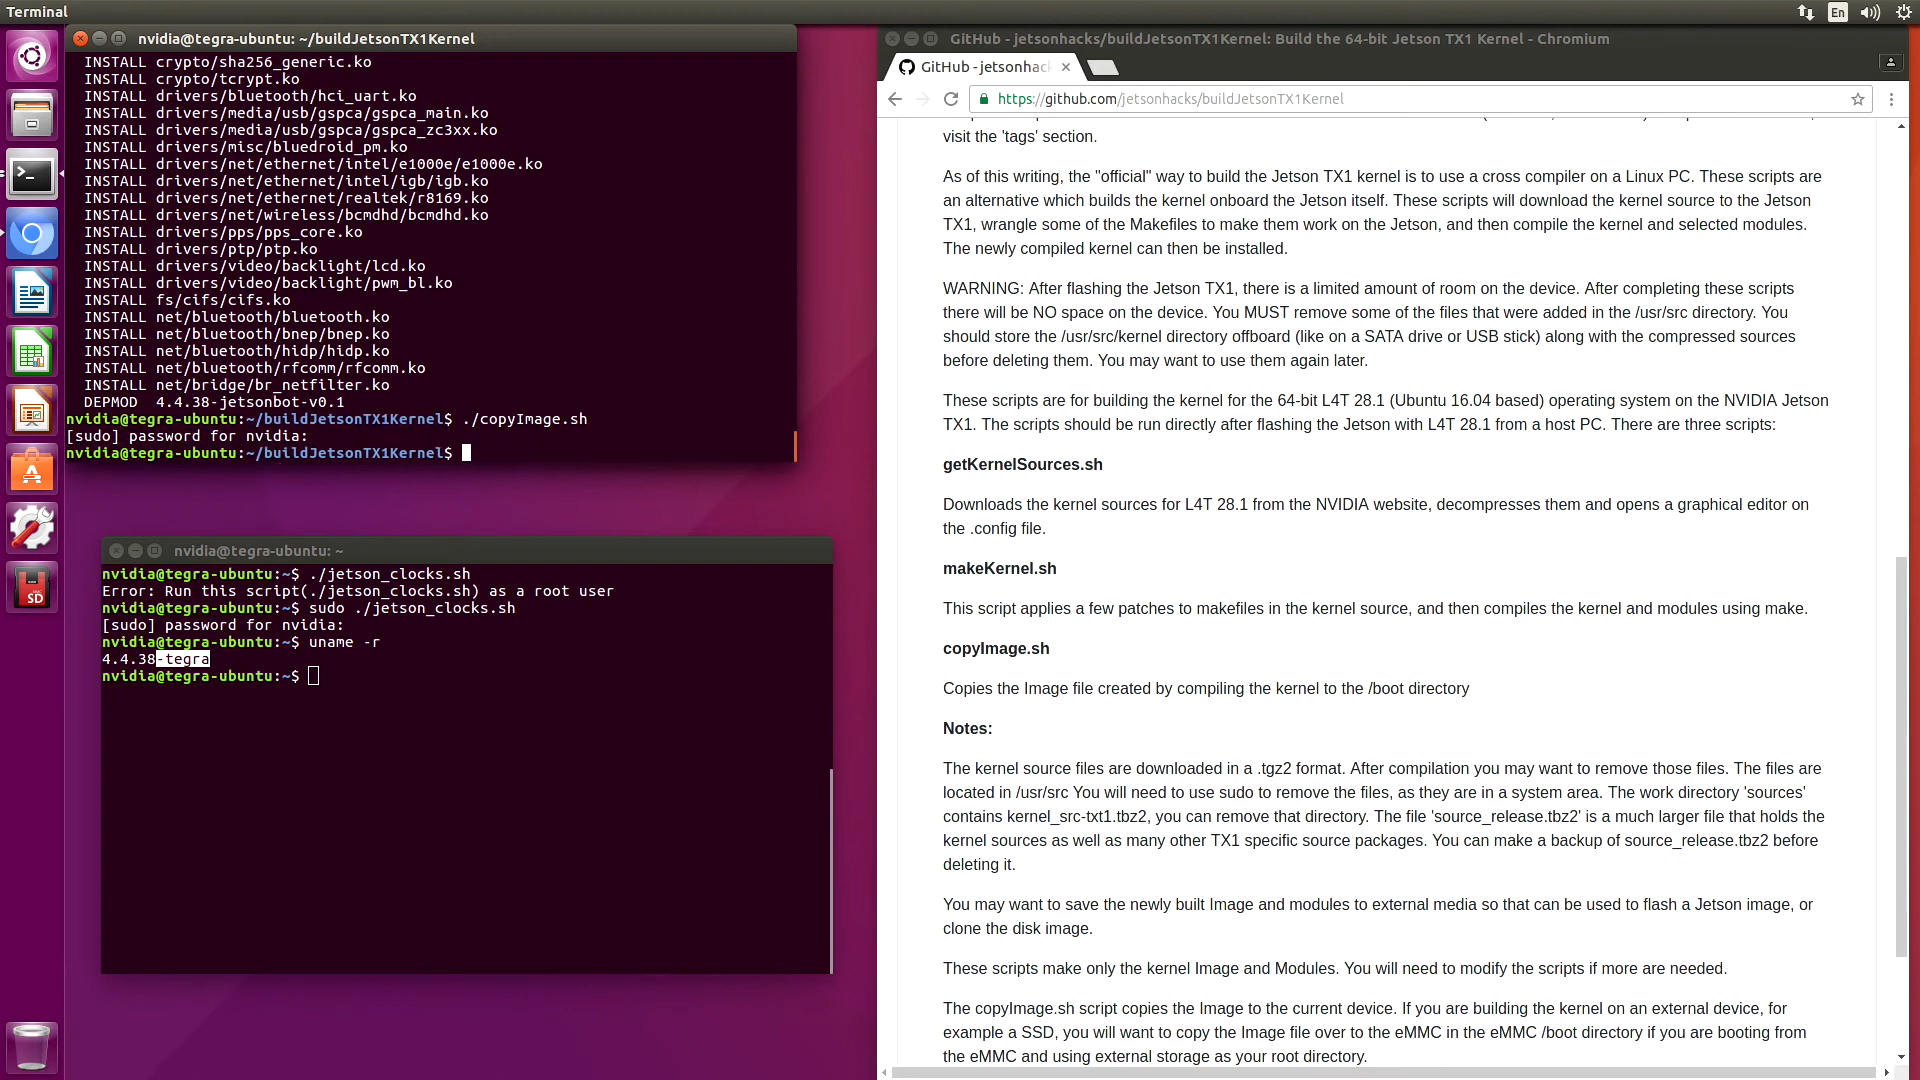 Terminal
En
nvidia@tegra-ubuntu: ~/buildJetsonTX1Kernel
INSTALL crypto/sha256_generic.ko
INSTALL crypto/tcrypt.ko
INSTALL drivers/bluetooth/hci_uart.ko
INSTALL drivers/media/usb/gspca/gspca_main.ko
INSTALL drivers/media/usb/gspca/gspca_zc3xx.ko
INSTALL drivers/misc/bluedroid_pm.ko
INSTALL drivers/net/ethernet/intel/e1000e/e1000e.ko
INSTALL drivers/net/ethernet/intel/igb/igb.ko
INSTALL drivers/net/ethernet/realtek/r8169.ko
INSTALL drivers/net/wireless/bcmdhd/bcmdhd.ko
INSTALL drivers/pps/pps_core.ko
INSTALL drivers/ptp/ptp.ko
INSTALL drivers/video/backlight/lcd.ko
INSTALL drivers/video/backlight/pwm_bl.ko
INSTALL fs/cifs/cifs.ko
INSTALL net/bluetooth/bluetooth.ko
INSTALL net/bluetooth/bnep/bnep.ko
INSTALL net/bluetooth/hidp/hidp.ko
INSTALL net/bluetooth/rfcomm/rfcomm.ko
INSTALL net/bridge/br_netfilter.ko
DEPMOD  4.4.38-jetsonbot-v0.1
nvidia@tegra-ubuntu:~/buildJetsonTX1Kernel$ ./copyImage.sh
[sudo] password for nvidia:
nvidia@tegra-ubuntu:~/buildJetsonTX1Kernel$
nvidia@tegra-ubuntu: ~
nvidia@tegra-ubuntu:~$ ./jetson_clocks.sh
Error: Run this script(./jetson_clocks.sh) as a root user
nvidia@tegra-ubuntu:~$ sudo ./jetson_clocks.sh
[sudo] password for nvidia:
nvidia@tegra-ubuntu:~$ uname -r
4.4.38-tegra
nvidia@tegra-ubuntu:~$
SD
GitHub - jetsonhacks/buildJetsonTX1Kernel: Build the 64-bit Jetson TX1 Kernel - Chromium
GitHub - jetsonhac
https://github.com/jetsonhacks/buildJetsonTX1Kernel
visit the 'tags' section.
As of this writing, the "official" way to build the Jetson TX1 kernel is to use a cross compiler on a Linux PC. These scripts are
an alternative which builds the kernel onboard the Jetson itself. These scripts will download the kernel source to the Jetson
TX1, wrangle some of the Makefiles to make them work on the Jetson, and then compile the kernel and selected modules.
The newly compiled kernel can then be installed.
WARNING: After flashing the Jetson TX1, there is a limited amount of room on the device. After completing these scripts
there will be NO space on the device. You MUST remove some of the files that were added in the /usr/src directory. You
should store the /usr/src/kernel directory offboard (like on a SATA drive or USB stick) along with the compressed sources
before deleting them. You may want to use them again later.
These scripts are for building the kernel for the 64-bit L4T 28.1 (Ubuntu 16.04 based) operating system on the NVIDIA Jetson
TX1. The scripts should be run directly after flashing the Jetson with L4T 28.1 from a host PC. There are three scripts:
getKernelSources.sh
Downloads the kernel sources for L4T 28.1 from the NVIDIA website, decompresses them and opens a graphical editor on
the .config file.
makeKernel.sh
This script applies a few patches to makefiles in the kernel source, and then compiles the kernel and modules using make.
copyImage.sh
Copies the Image file created by compiling the kernel to the /boot directory
Notes:
The kernel source files are downloaded in a .tgz2 format. After compilation you may want to remove those files. The files are
located in /usr/src You will need to use sudo to remove the files, as they are in a system area. The work directory 'sources'
contains kernel_src-txt1.tbz2, you can remove that directory. The file 'source_release.tbz2' is a much larger file that holds the
kernel sources as well as many other TX1 specific source packages. You can make a backup of source_release.tbz2 before
deleting it.
You may want to save the newly built Image and modules to external media so that can be used to flash a Jetson image, or
clone the disk image.
These scripts make only the kernel Image and Modules. You will need to modify the scripts if more are needed.
The copyImage.sh script copies the Image to the current device. If you are building the kernel on an external device, for
example a SSD, you will want to copy the Image file over to the eMMC in the eMMC /boot directory if you are booting from
the eMMC and using external storage as your root directory.